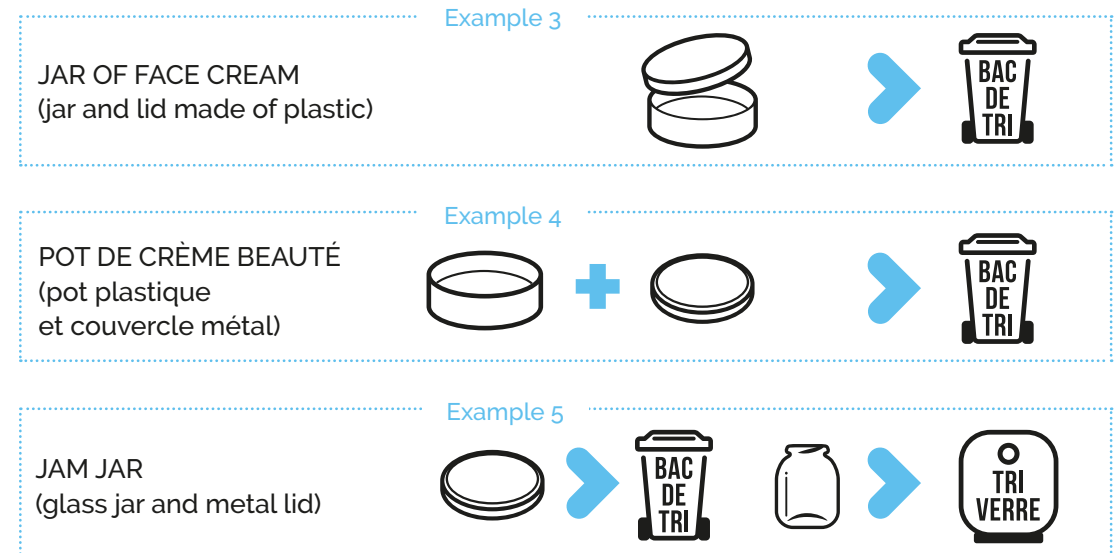 Example 3
JAR OF FACE CREAM
(jar and lid made of plastic)
BAC
DE
TRI
Example 4
POT DE CRÈME BEAUTÉ
(pot plastique
et couvercle métal)
BAC
DE
TRI
Example 5
JAM JAR
(glass jar and metal lid)
BAC
DE
TRI
TRI
VERRE